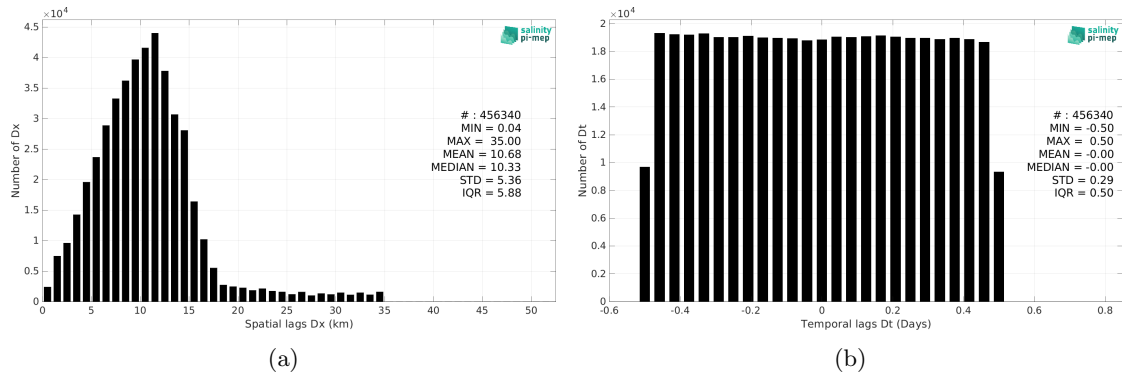 ×10⁴
4.5
4
3.5
3
2.5
2
1.5
1
0.5
0
Number of Dx
salinity
pi-mep
# : 456340
MIN = 0.04
MAX = 35.00
MEAN = 10.68
MEDIAN = 10.33
STD = 5.36
IQR = 5.88
0 5 10 15 20 25 30 35 40 45 50
Spatial lags Dx (km)
(a)
×10⁴
2
1.8
1.6
1.4
1.2
1
0.8
0.6
0.4
0.2
0
Number of Dt
salinity
pi-mep
# : 456340
MIN = -0.50
MAX = 0.50
MEAN = -0.00
MEDIAN = -0.00
STD = 0.29
IQR = 0.50
-0.6 -0.4 -0.2 0 0.2 0.4 0.6 0.8
Temporal lags Dt (Days)
(b)